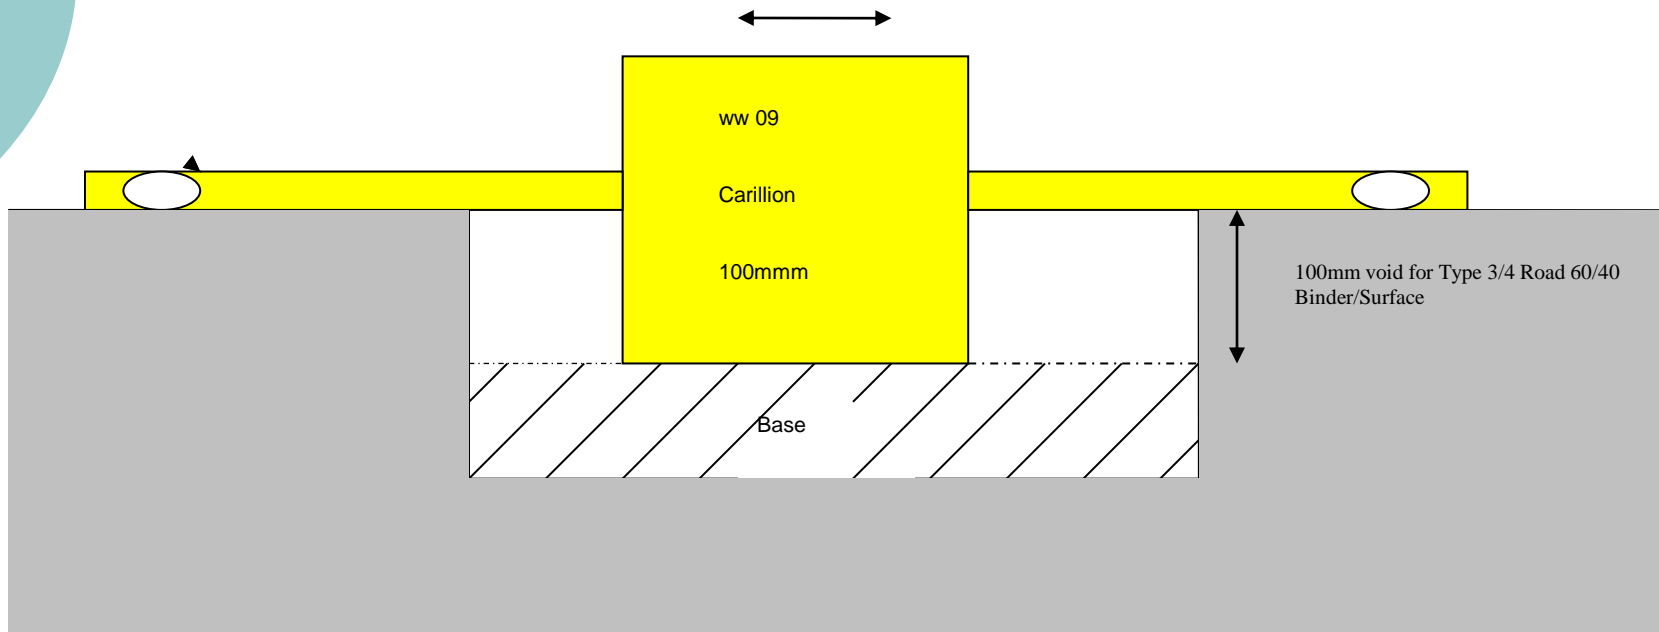 ww 09
Carillion
100mmm
100mm void for Type 3/4 Road 60/40
Binder/Surface
Base